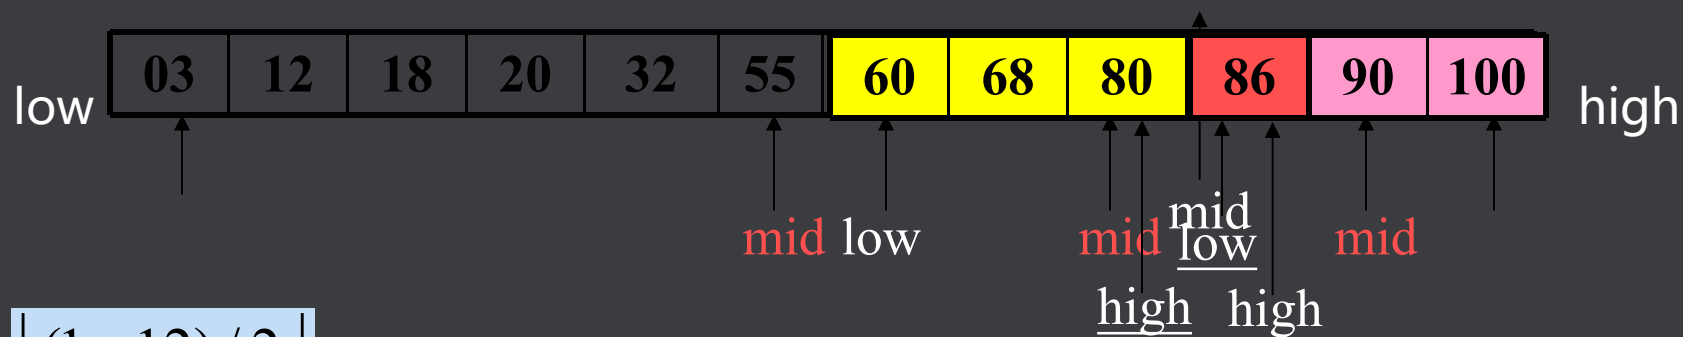 low 03 12 18 20 32 55 60 68 80 86 90 100 high
mid low mid mid low mid
high high